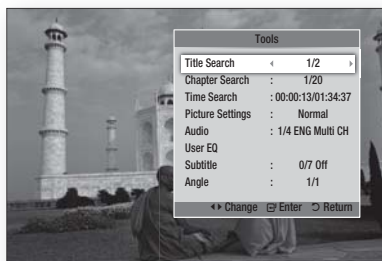 Tools
Title Search 1/2
Chapter Search : 1/20
Time Search : 00:00:13/01:34:37
Picture Settings : Normal
Audio : 1/4 ENG Multi CH
User EQ
Subtitle : 0/7 Off
Angle : 1/1
Change Enter Return